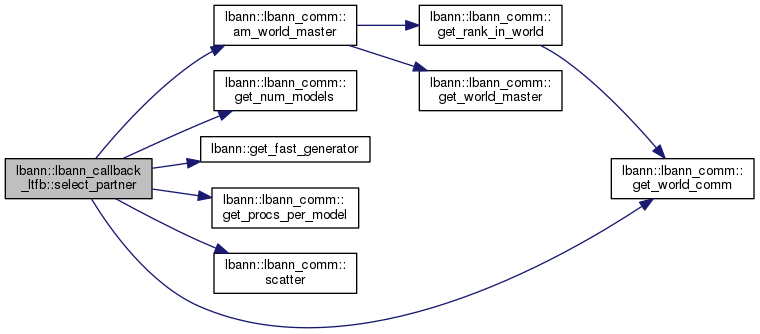 lbann::lbann_callback
_ltfb::select_partner
lbann::lbann_comm::
am_world_master
lbann::lbann_comm::
get_num_models
lbann::get_fast_generator
lbann::lbann_comm::
get_procs_per_model
lbann::lbann_comm::
scatter
lbann::lbann_comm::
get_rank_in_world
lbann::lbann_comm::
get_world_master
lbann::lbann_comm::
get_world_comm